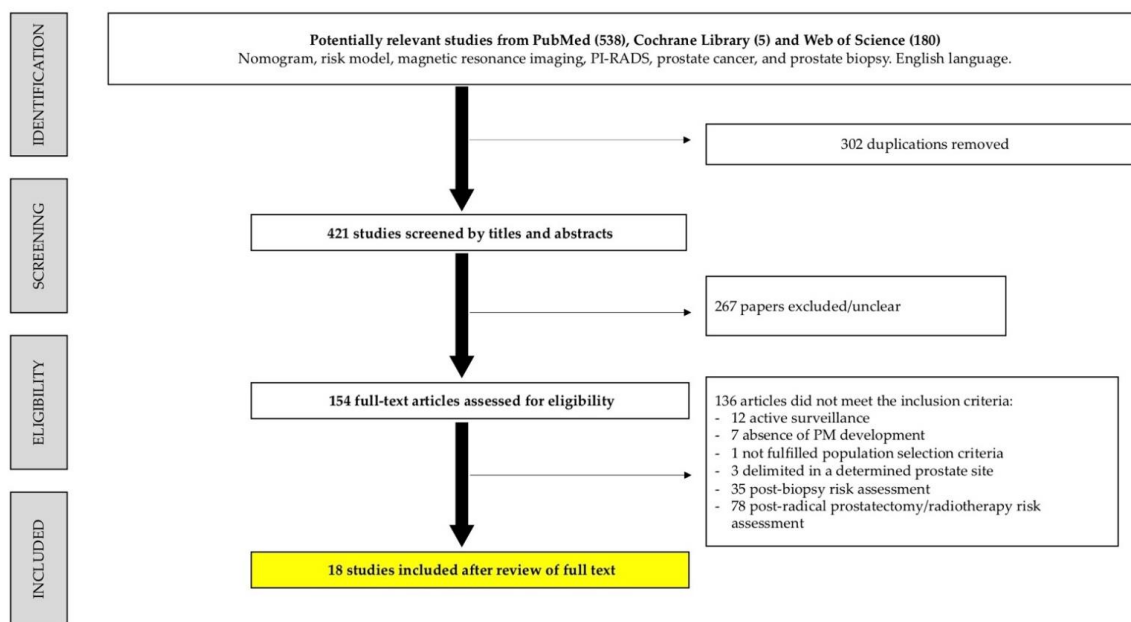 IDENTIFICATION
Potentially relevant studies from PubMed (538), Cochrane Library (5) and Web of Science (180)
Nomogram, risk model, magnetic resonance imaging, PI-RADS, prostate cancer, and prostate biopsy. English language.
302 duplications removed
SCREENING
421 studies screened by titles and abstracts
267 papers excluded/unclear
ELIGIBILITY
154 full-text articles assessed for eligibility
136 articles did not meet the inclusion criteria:
- 12 active surveillance
- 7 absence of PM development
- 1 not fulfilled population selection criteria
- 3 delimited in a determined prostate site
- 35 post-biopsy risk assessment
- 78 post-radical prostatectomy/radiotherapy risk
assessment
INCLUDED
18 studies included after review of full text